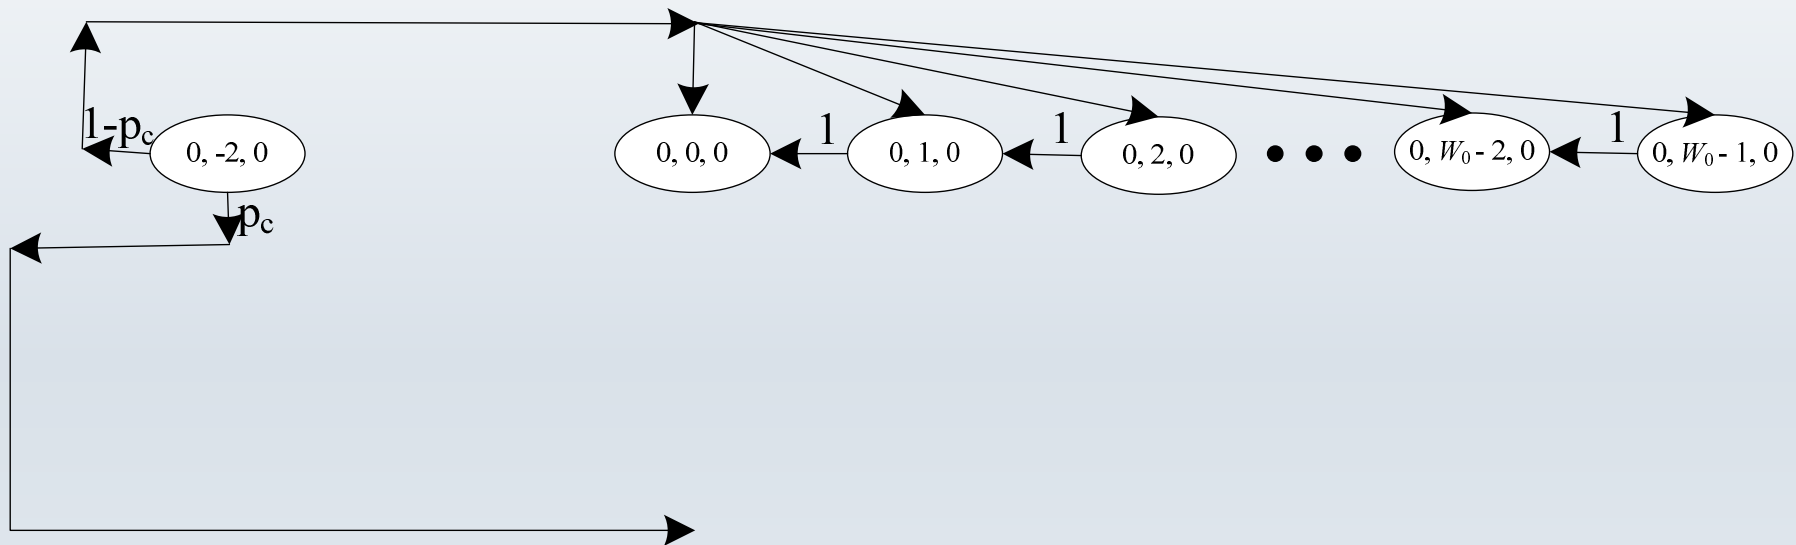 1-pc
0, -2, 0
pc
0, 0, 0
1
0, 1, 0
1
0, 2, 0
0, W0 - 2, 0
1
0, W0 - 1, 0